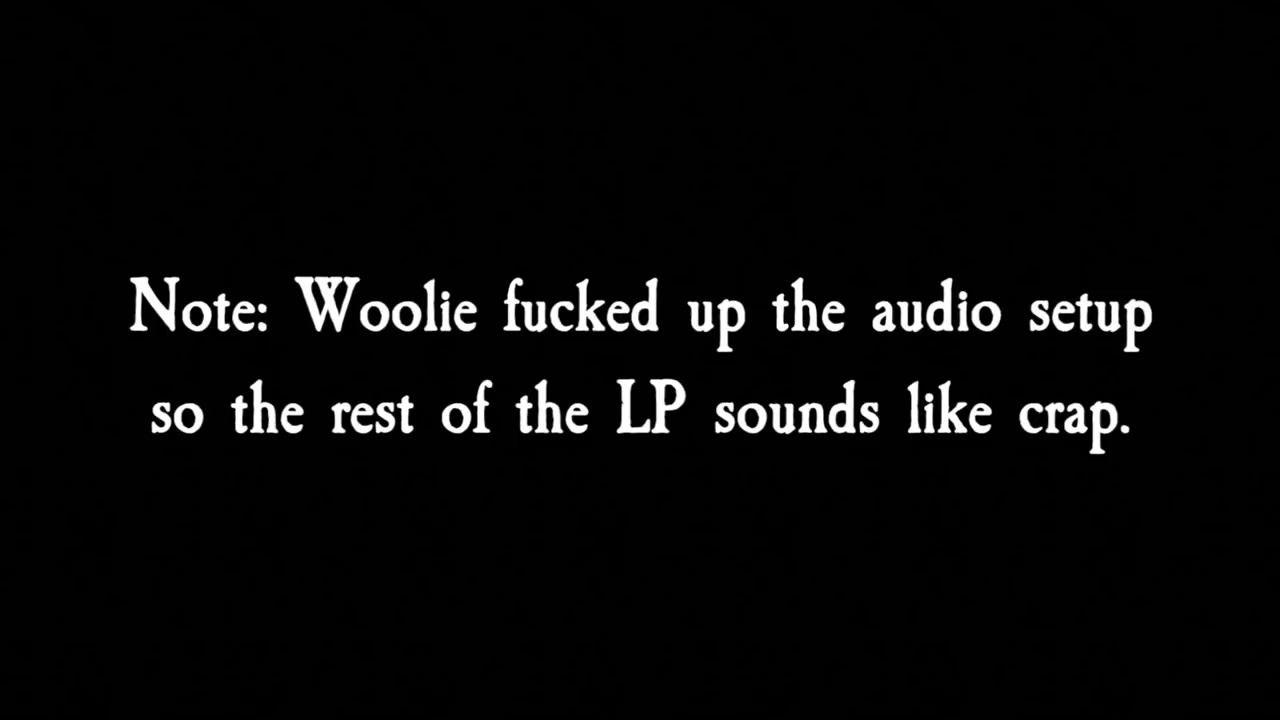 Note: Woolie fucked up the audio setup
so the rest of the LP sounds like crap.